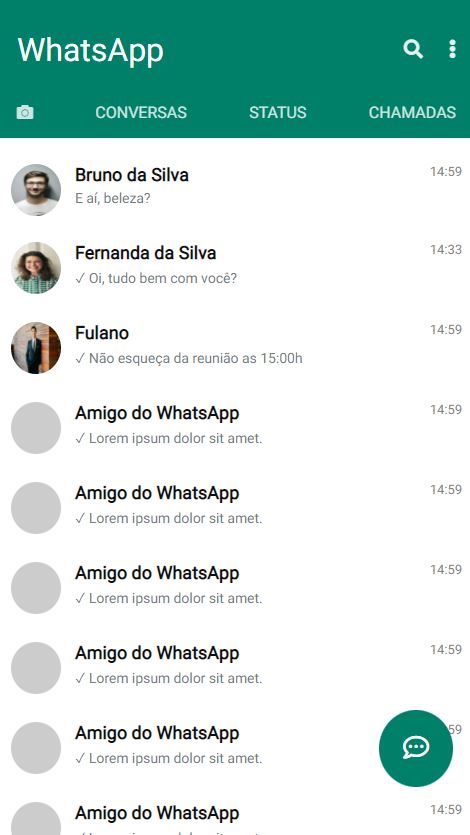 WhatsApp
CONVERSAS STATUS CHAMADAS
Bruno da Silva 14:59
E aí, beleza?
Fernanda da Silva 14:33
✓ Oi, tudo bem com você?
Fulano 14:59
✓ Não esqueça da reunião as 15:00h
Amigo do WhatsApp 14:59
✓ Lorem ipsum dolor sit amet.
Amigo do WhatsApp 14:59
✓ Lorem ipsum dolor sit amet.
Amigo do WhatsApp 14:59
✓ Lorem ipsum dolor sit amet.
Amigo do WhatsApp 14:59
✓ Lorem ipsum dolor sit amet.
Amigo do WhatsApp 59
✓ Lorem ipsum dolor sit amet.
Amigo do WhatsApp 14:59